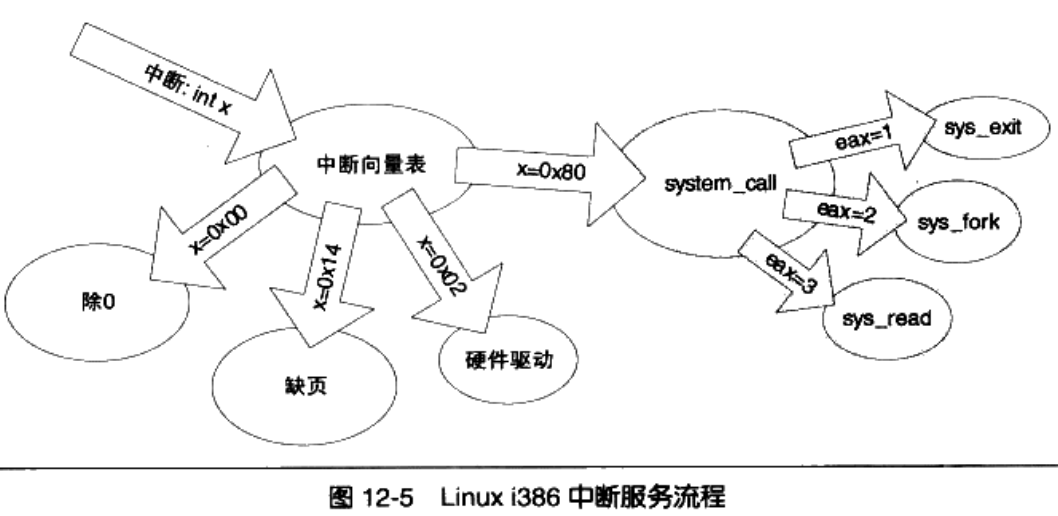 中断: int x
中断向量表
x=0x80
system_call
eax=1
sys_exit
eax=2
sys_fork
eax=3
sys_read
x=0x00
除0
x=0x14
缺页
x=0x02
硬件驱动
图 12-5 Linux i386 中断服务流程